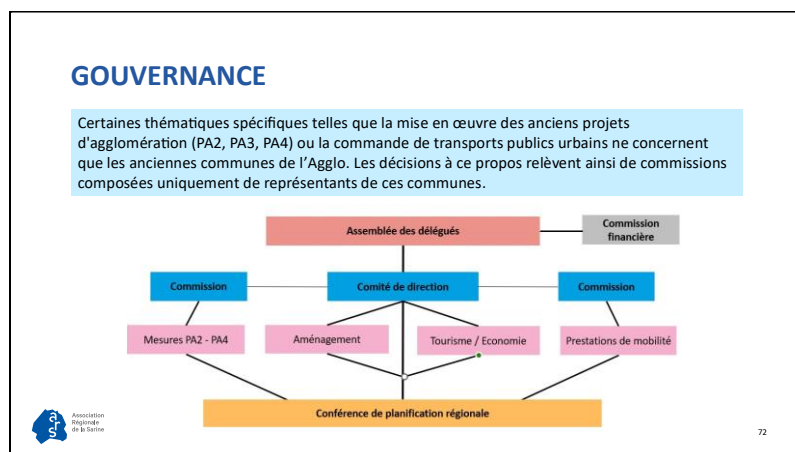 GOUVERNANCE
Certaines thématiques spécifiques telles que la mise en œuvre des anciens projets
d'agglomération (PA2, PA3, PA4) ou la commande de transports publics urbains ne concernent
que les anciennes communes de l'Agglo. Les décisions à ce propos relèvent ainsi de commissions
composées uniquement de représentants de ces communes.
Assemblée des délégués
Commission
financière
Commission
Comité de direction
Commission
Mesures PA2 - PA4
Aménagement
Tourisme / Economie
Prestations de mobilité
Conférence de planification régionale
ars
Association
Régionale
de la Sarine
72